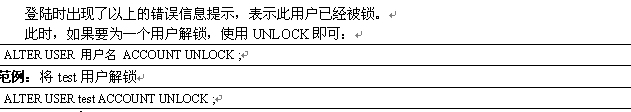 登陆时出现了以上的错误信息提示，表示此用户已经被锁。
此时，如果要为一个用户解锁，使用 UNLOCK 即可：
ALTER USER 用户名 ACCOUNT UNLOCK ;
范例：将 test 用户解锁
ALTER USER test ACCOUNT UNLOCK ;